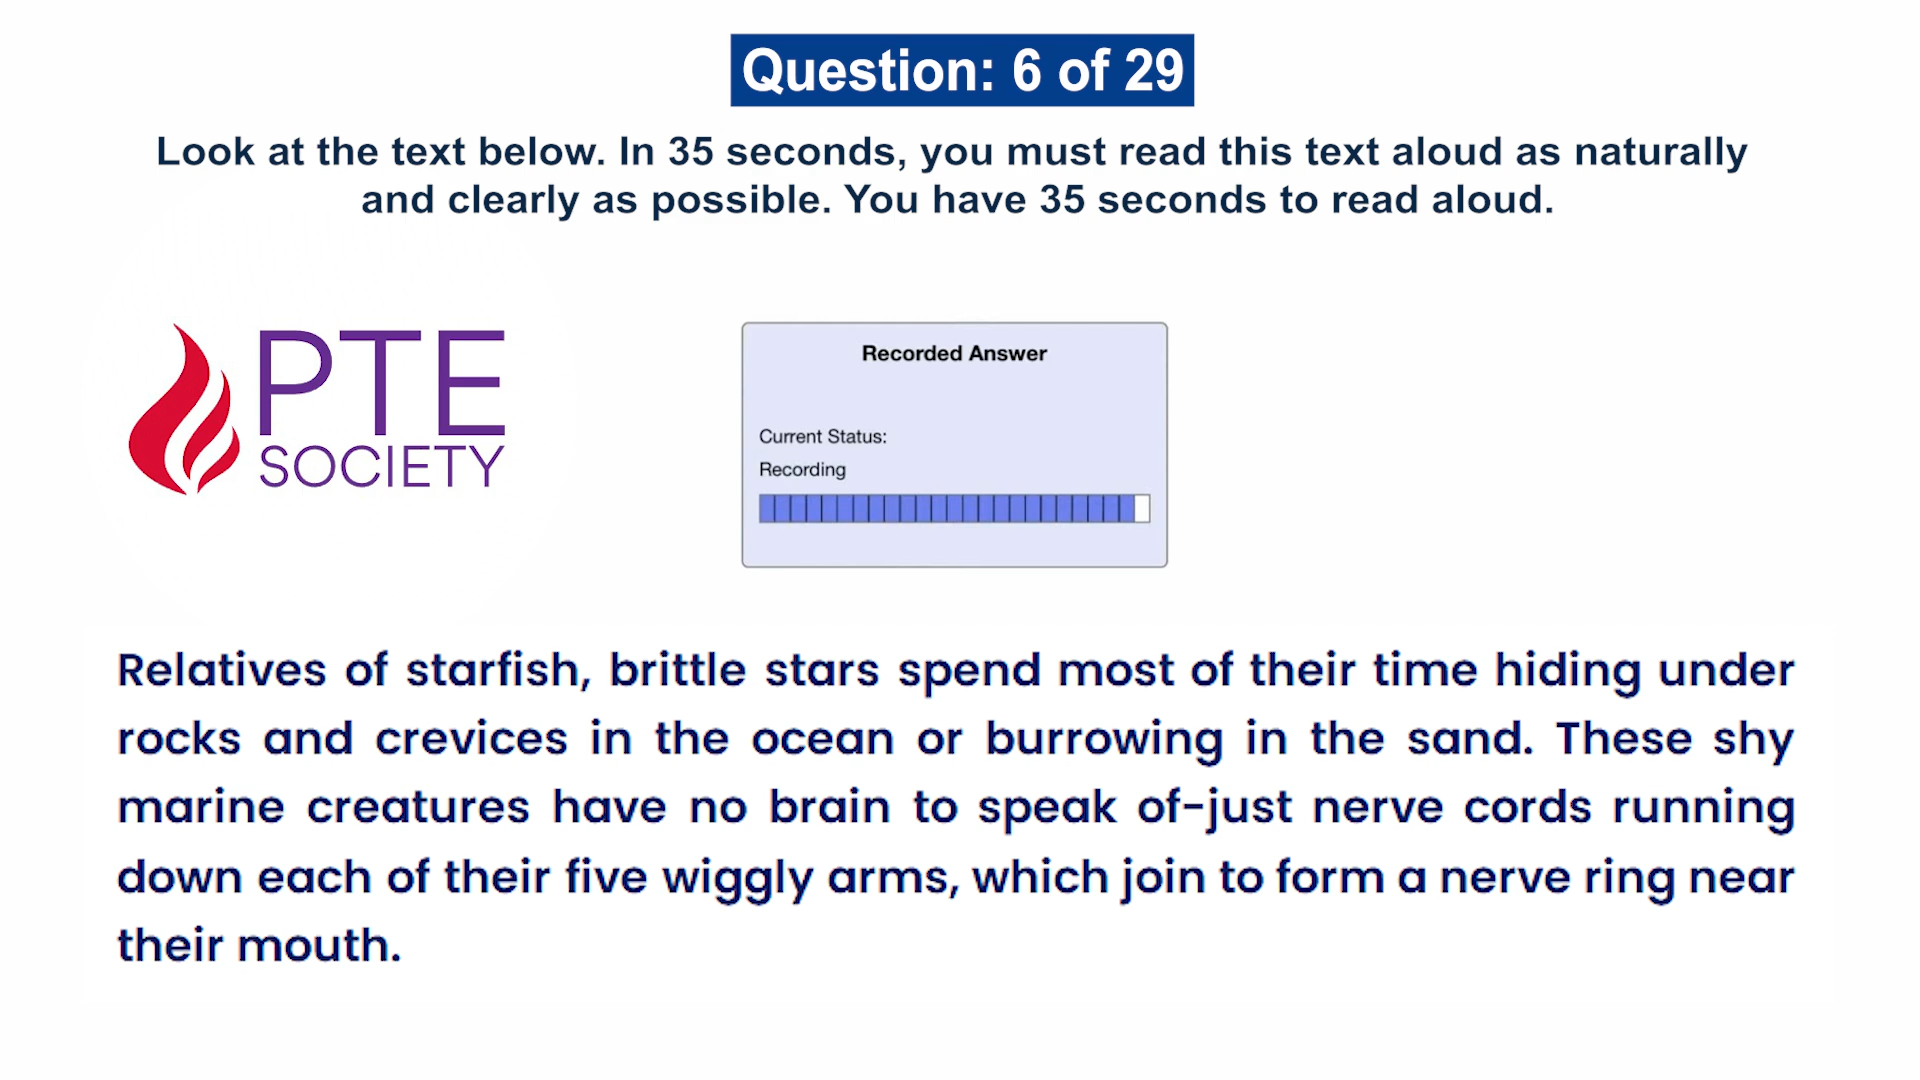 Question: 6 of 29
Look at the text below. In 35 seconds, you must read this text aloud as naturally
and clearly as possible. You have 35 seconds to read aloud.
PTE
SOCIETY
Recorded Answer
Current Status:
Recording
Relatives of starfish, brittle stars spend most of their time hiding under
rocks and crevices in the ocean or burrowing in the sand. These shy
marine creatures have no brain to speak of-just nerve cords running
down each of their five wiggly arms, which join to form a nerve ring near
their mouth.